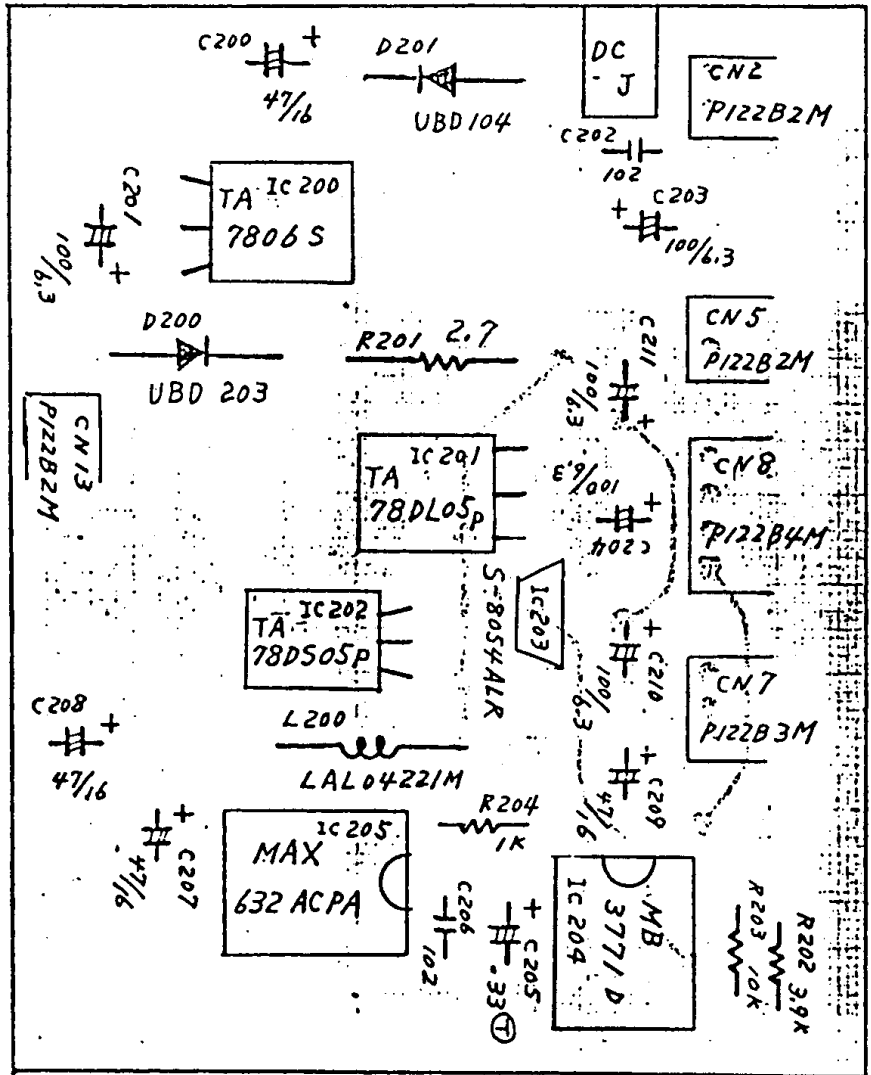 C200
+
47/16
D201
UBD104
DC
J
CN2
P122B2M
C202
102
C203
+
100/6.3
C201
100/6.3
+
IC200
TA
7806S
D200
UBD 203
R201 2.7
C211
100/6.3
+
CN5
P122B2M
CN13
P122B2M
IC201
TA
78DL05P
100/6.3
+
C204
CN8
P122B4M
IC202
TA
78DS05P
S-8054ALR
IC203
+
C210
100/6.3
CN7
P122B3M
C208
+
47/16
L200
LAL04221M
+
C209
47/16
+
C207
47/16
IC205
MAX
632ACPA
R204
1K
C206
102
+
C205
.33 T
MB
3771D
IC204
R203
10K
R202 3.9K